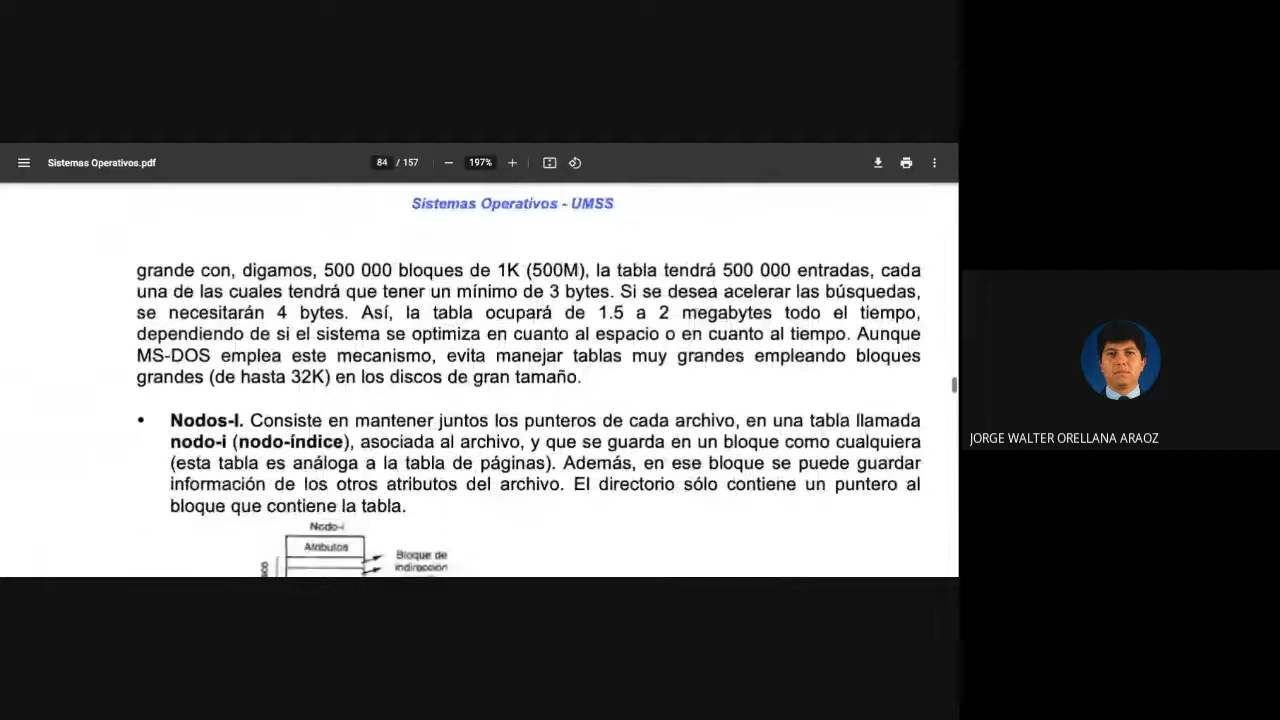 Sistemas Operativos.pdf
84 / 157
197%
Sistemas Operativos - UMSS
grande con, digamos, 500 000 bloques de 1K (500M), la tabla tendrá 500 000 entradas, cada
una de las cuales tendrá que tener un mínimo de 3 bytes. Si se desea acelerar las búsquedas,
se necesitarán 4 bytes. Así, la tabla ocupará de 1.5 a 2 megabytes todo el tiempo,
dependiendo de si el sistema se optimiza en cuanto al espacio o en cuanto al tiempo. Aunque
MS-DOS emplea este mecanismo, evita manejar tablas muy grandes empleando bloques
grandes (de hasta 32K) en los discos de gran tamaño.
• Nodos-I. Consiste en mantener juntos los punteros de cada archivo, en una tabla llamada
nodo-i (nodo-índice), asociada al archivo, y que se guarda en un bloque como cualquiera
(esta tabla es análoga a la tabla de páginas). Además, en ese bloque se puede guardar
información de los otros atributos del archivo. El directorio sólo contiene un puntero al
bloque que contiene la tabla.
Nodo-i
Atributos
Bloque de
indirección
JORGE WALTER ORELLANA ARAOZ